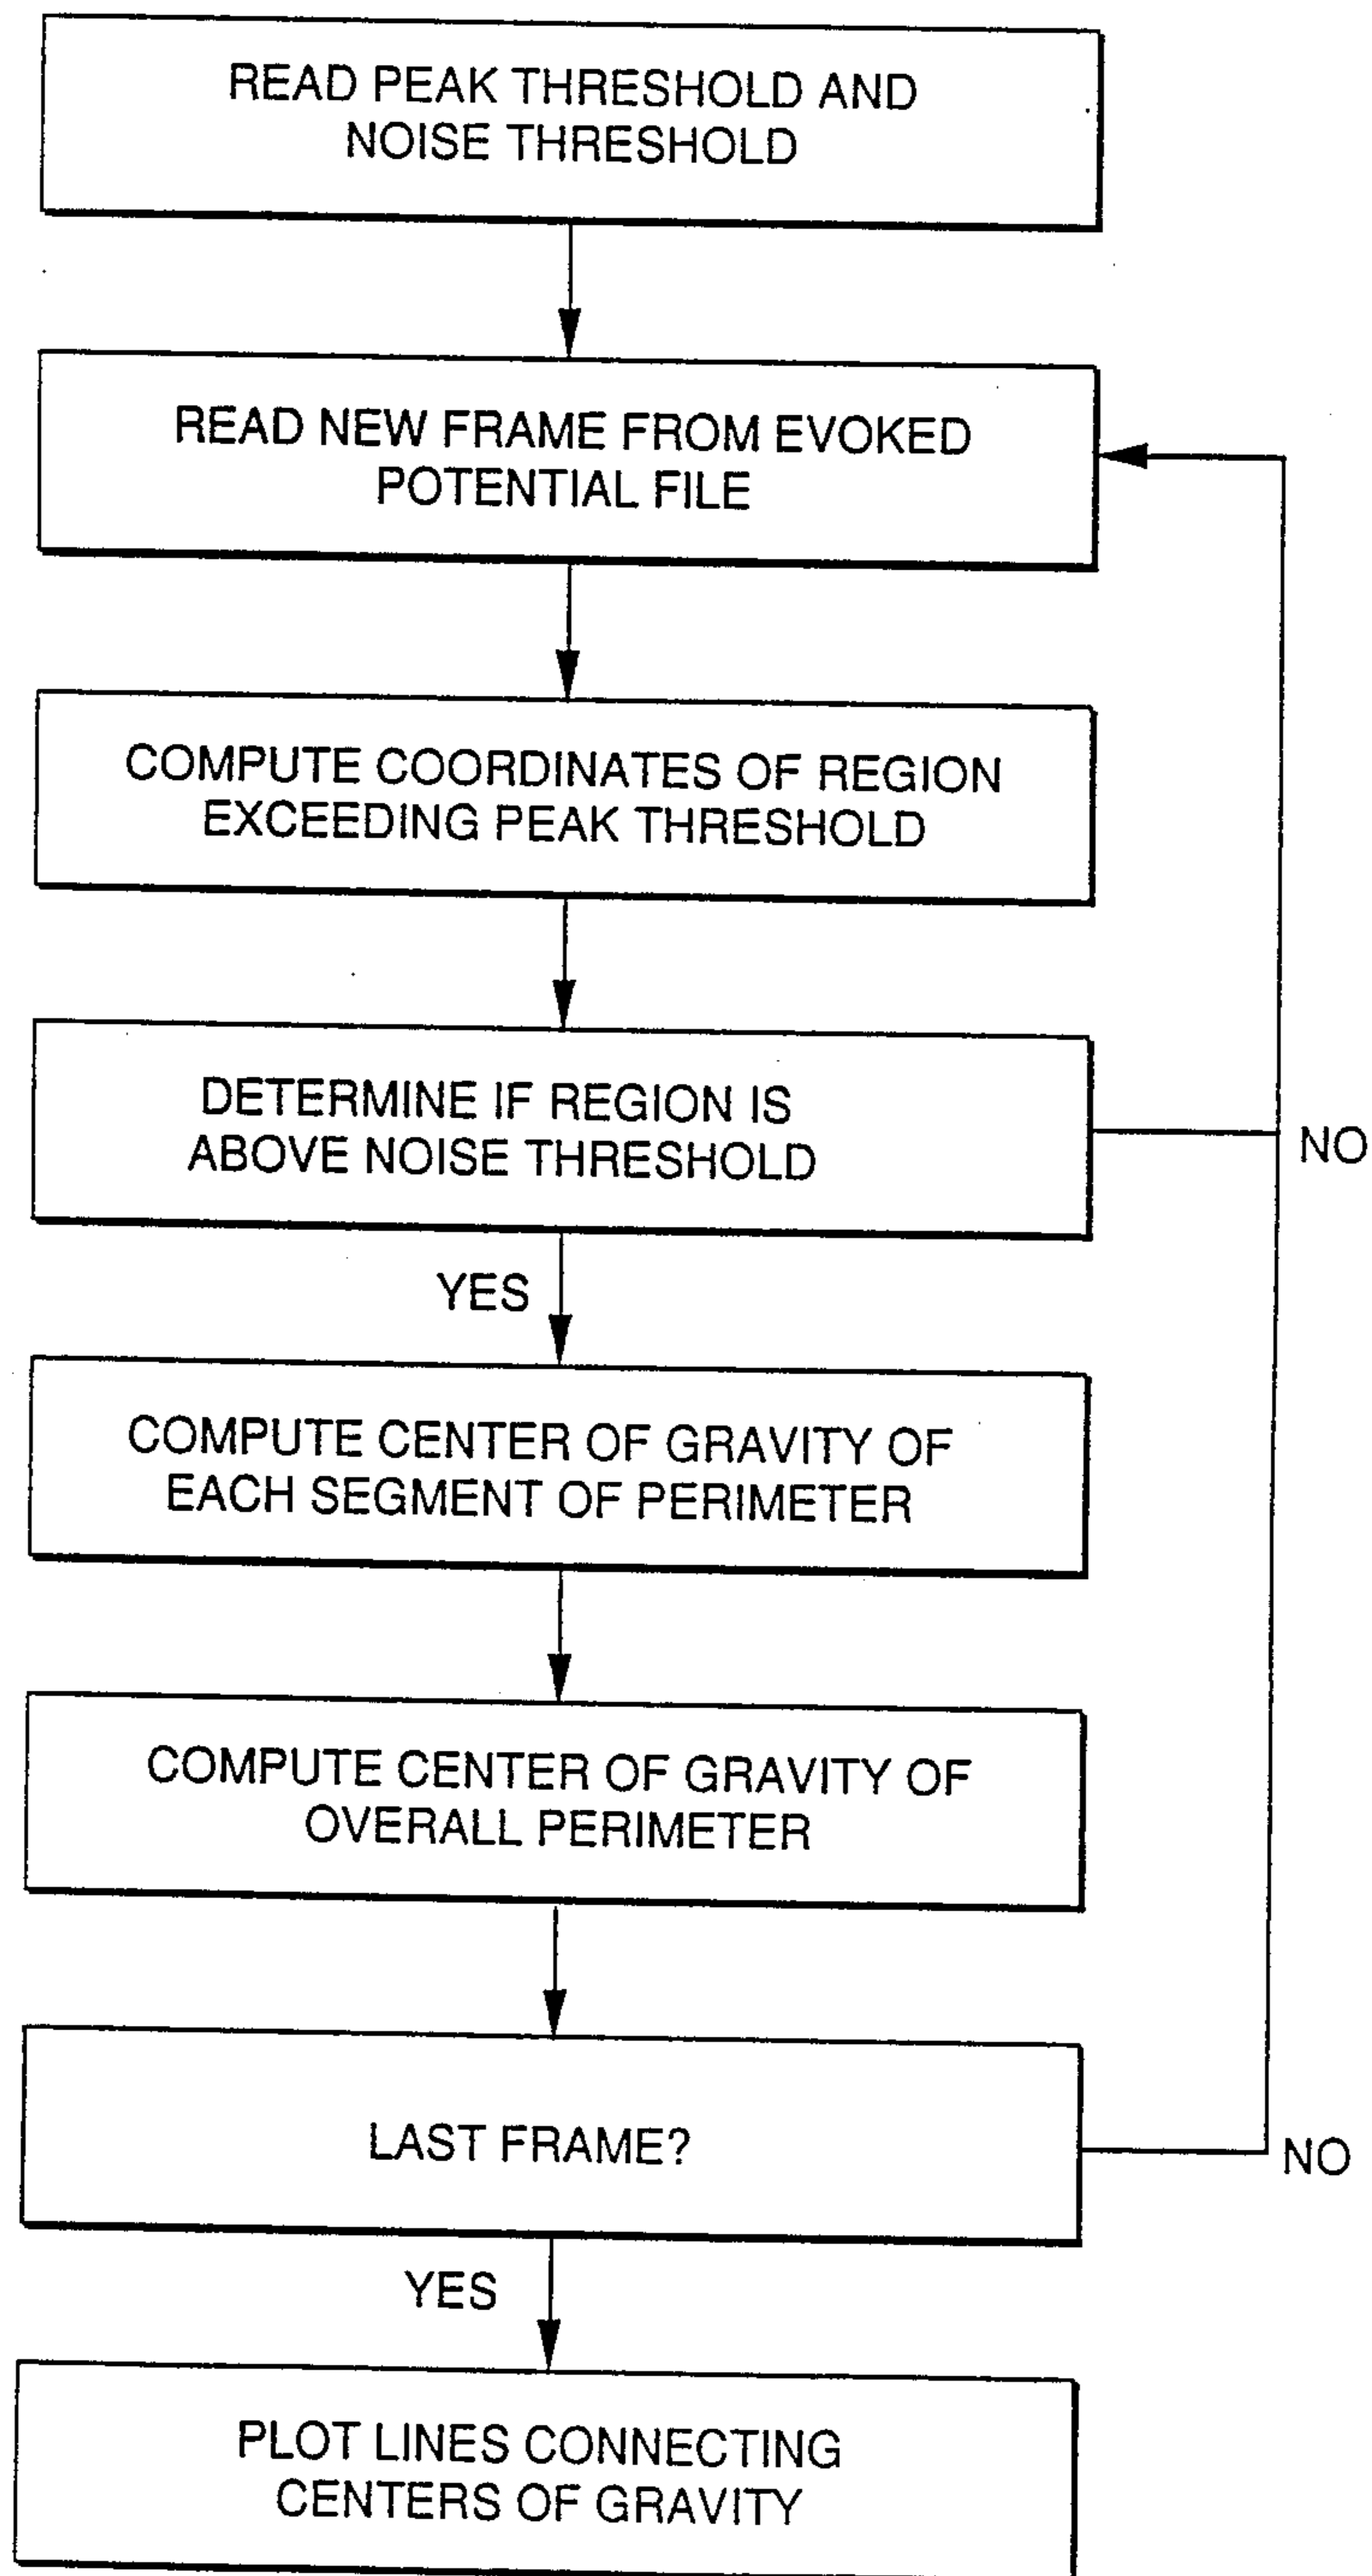 READ PEAK THRESHOLD AND
NOISE THRESHOLD
READ NEW FRAME FROM EVOKED
POTENTIAL FILE
COMPUTE COORDINATES OF REGION
EXCEEDING PEAK THRESHOLD
DETERMINE IF REGION IS
ABOVE NOISE THRESHOLD
NO
YES
COMPUTE CENTER OF GRAVITY OF
EACH SEGMENT OF PERIMETER
COMPUTE CENTER OF GRAVITY OF
OVERALL PERIMETER
LAST FRAME?
NO
YES
PLOT LINES CONNECTING
CENTERS OF GRAVITY